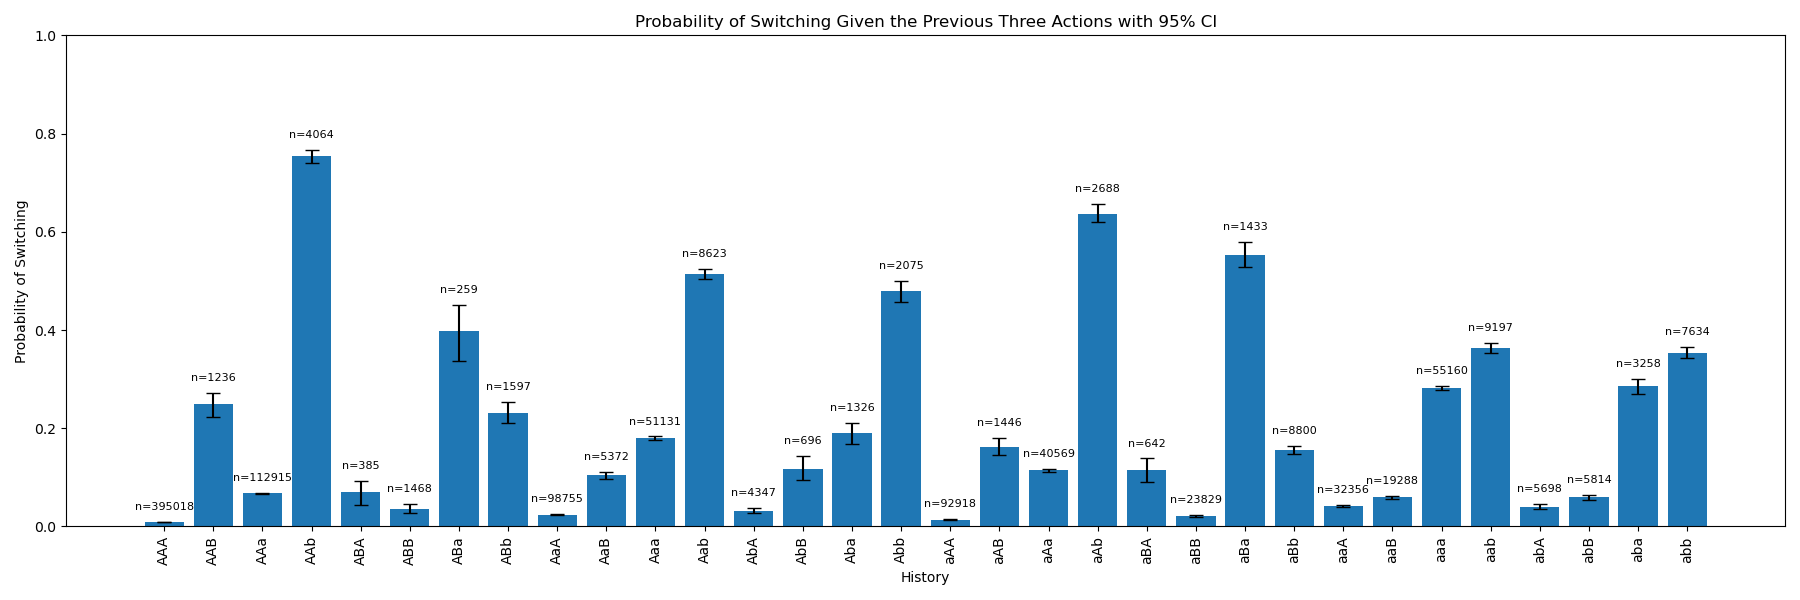 Probability of Switching Given the Previous Three Actions with 95% CI
Probability of Switching
1.0
0.8
0.6
0.4
0.2
0.0
n=395018
n=1236
n=112915
n=4064
n=385
n=1468
n=259
n=1597
n=98755
n=5372
n=51131
n=8623
n=4347
n=696
n=1326
n=2075
n=92918
n=1446
n=40569
n=2688
n=642
n=23829
n=1433
n=8800
n=32356
n=19288
n=55160
n=9197
n=5698
n=5814
n=3258
n=7634
AAA
AAB
AAa
AAb
ABA
ABB
ABa
ABb
AaA
AaB
Aaa
Aab
AbA
AbB
Aba
Abb
aAA
aAB
aAa
aAb
aBA
aBB
aBa
aBb
aaA
aaB
aaa
aab
abA
abB
aba
abb
History